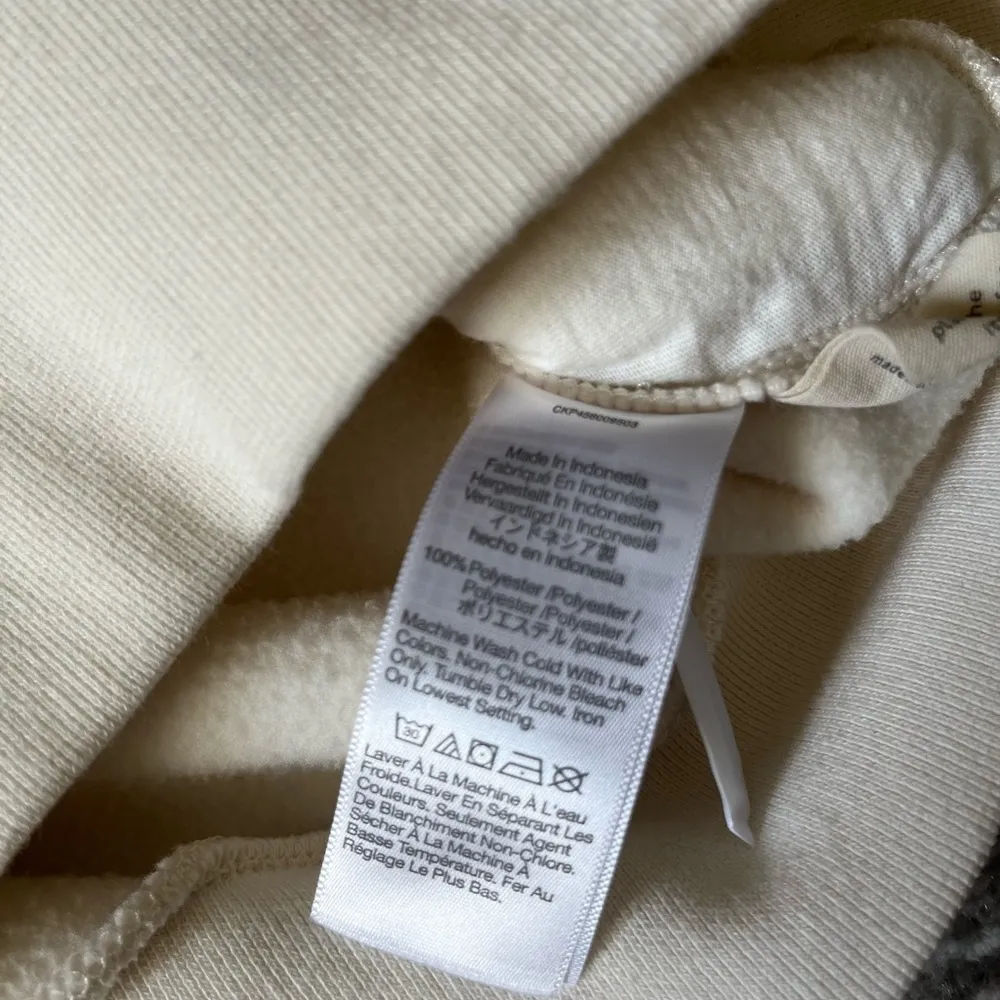 Made In Indonesia
Fabriqué En Indonésie
Hergestellt In Indonesien
Vervaardigd In Indonesië
インドネシア製
hecho en Indonesia
100% Polyester /Polyester /
Polyester /Polyester /
ポリエステル /poliéster
Machine Wash Cold With Like
Colors. Non-Chlorine Bleach
Only. Tumble Dry Low. Iron
On Lowest Setting.
30
Laver À La Machine À L'eau
Froide.Laver En Séparant Les
Couleurs. Seulement Agent
De Blanchiment Non-Chlore.
Sécher À La Machine À
Basse Température. Fer Au
Réglage Le Plus Bas.
made